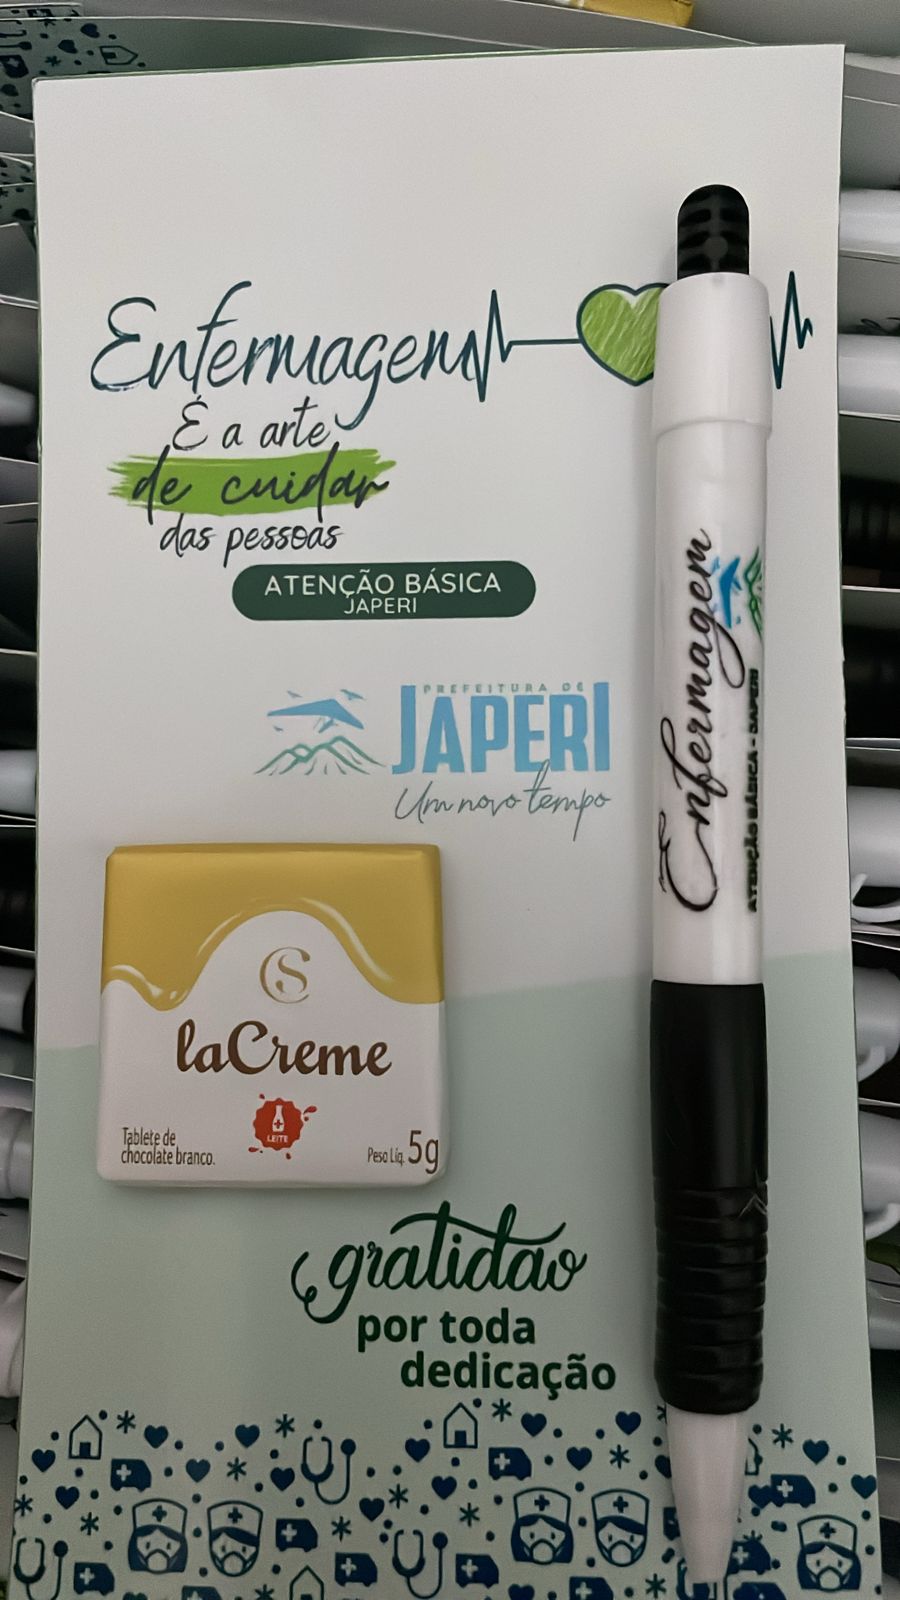 Enfermagem
É a arte
de cuidar
das pessoas
ATENÇÃO BÁSICA
JAPERI
PREFEITURA DE
JAPERI
Um novo tempo
Enfermagem
ATENÇÃO BÁSICA - JAPERI
CS
laCreme
LEITE
Tablete de
chocolate branco.
Peso Líq. 5g
gratidão
por toda
dedicação